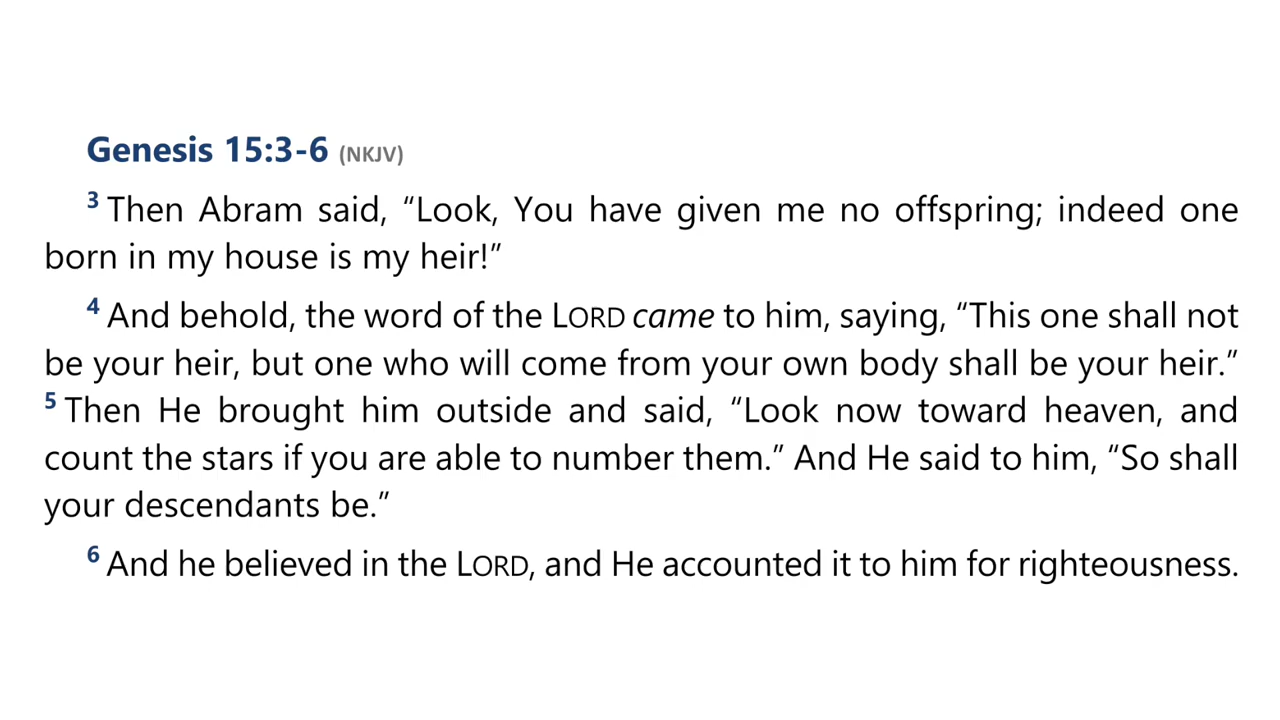 Genesis 15:3-6 (NKJV)
3 Then Abram said, “Look, You have given me no offspring; indeed one
born in my house is my heir!”
4 And behold, the word of the LORD came to him, saying, “This one shall not
be your heir, but one who will come from your own body shall be your heir.”
5 Then He brought him outside and said, “Look now toward heaven, and
count the stars if you are able to number them.” And He said to him, “So shall
your descendants be.”
6 And he believed in the LORD, and He accounted it to him for righteousness.